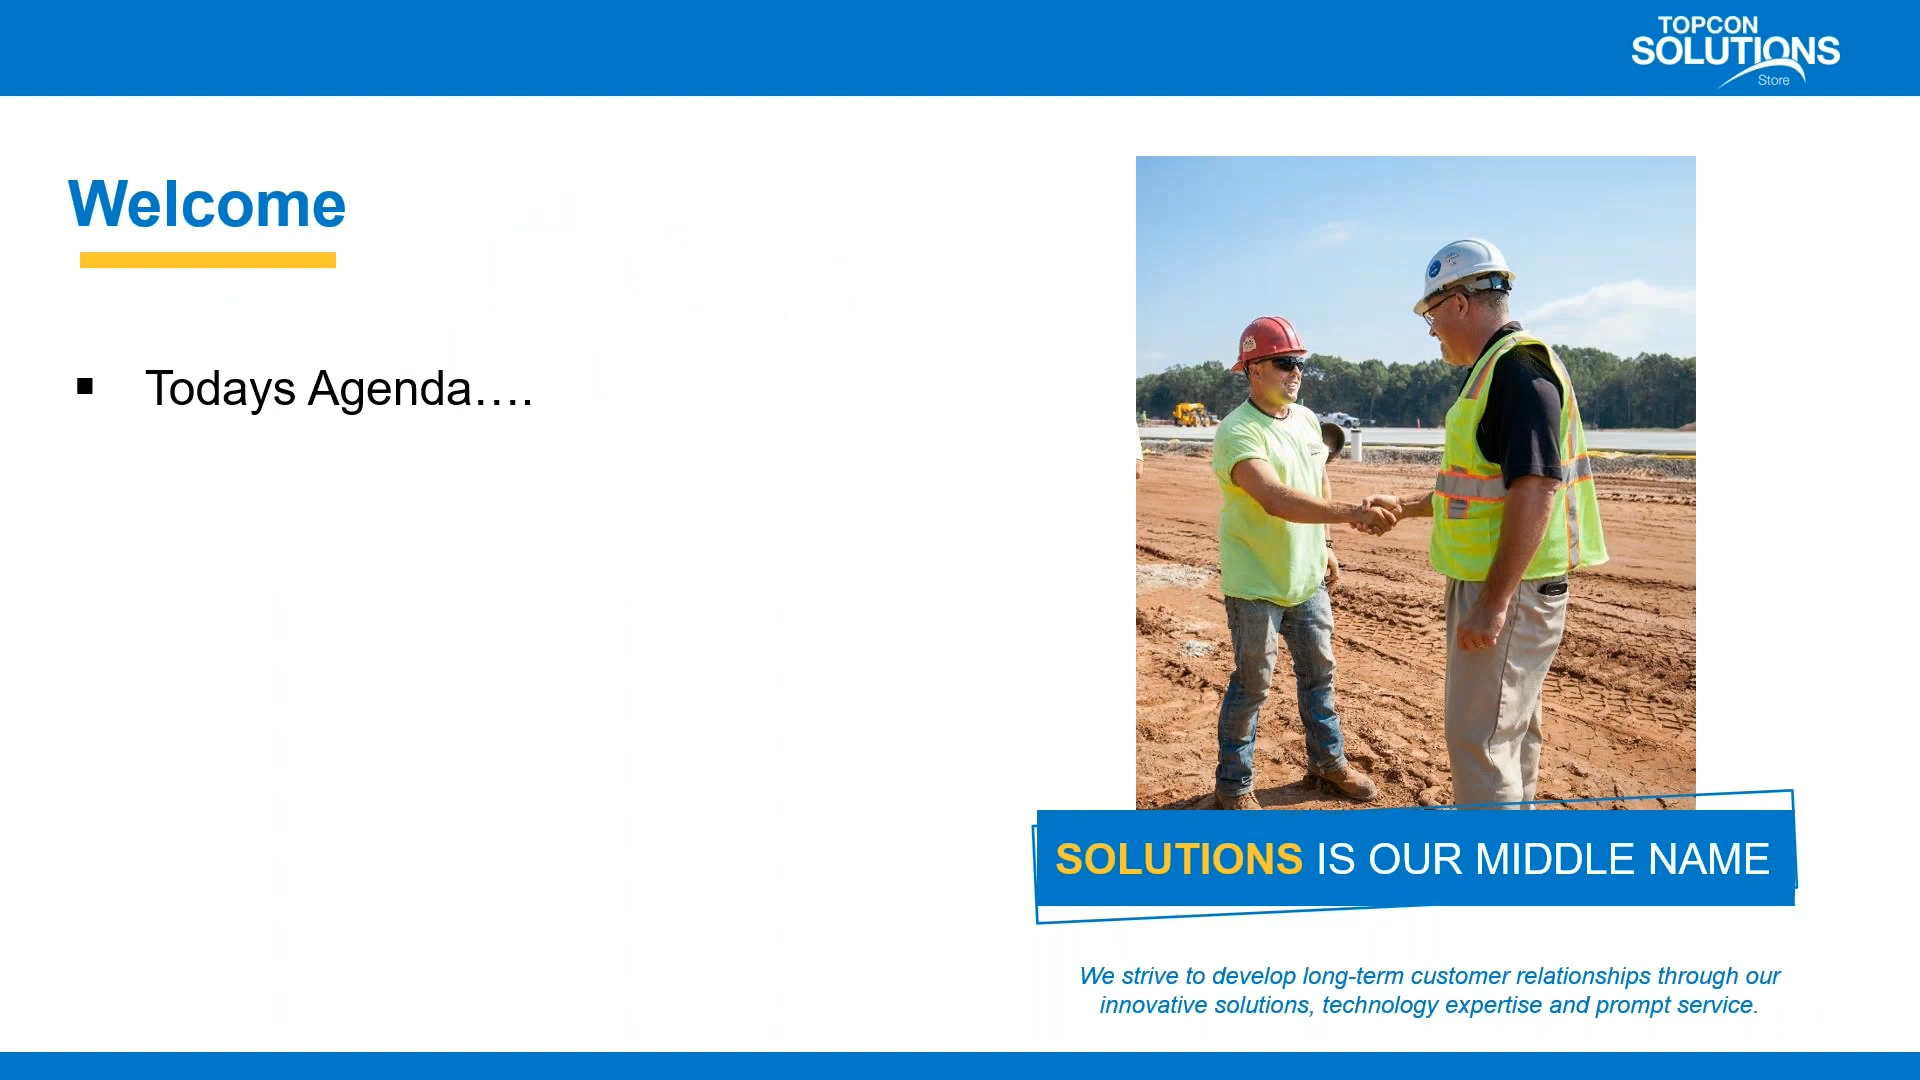 TOPCON
SOLUTIONS
Store
Welcome
▪ Todays Agenda….
SOLUTIONS IS OUR MIDDLE NAME
We strive to develop long-term customer relationships through our
innovative solutions, technology expertise and prompt service.